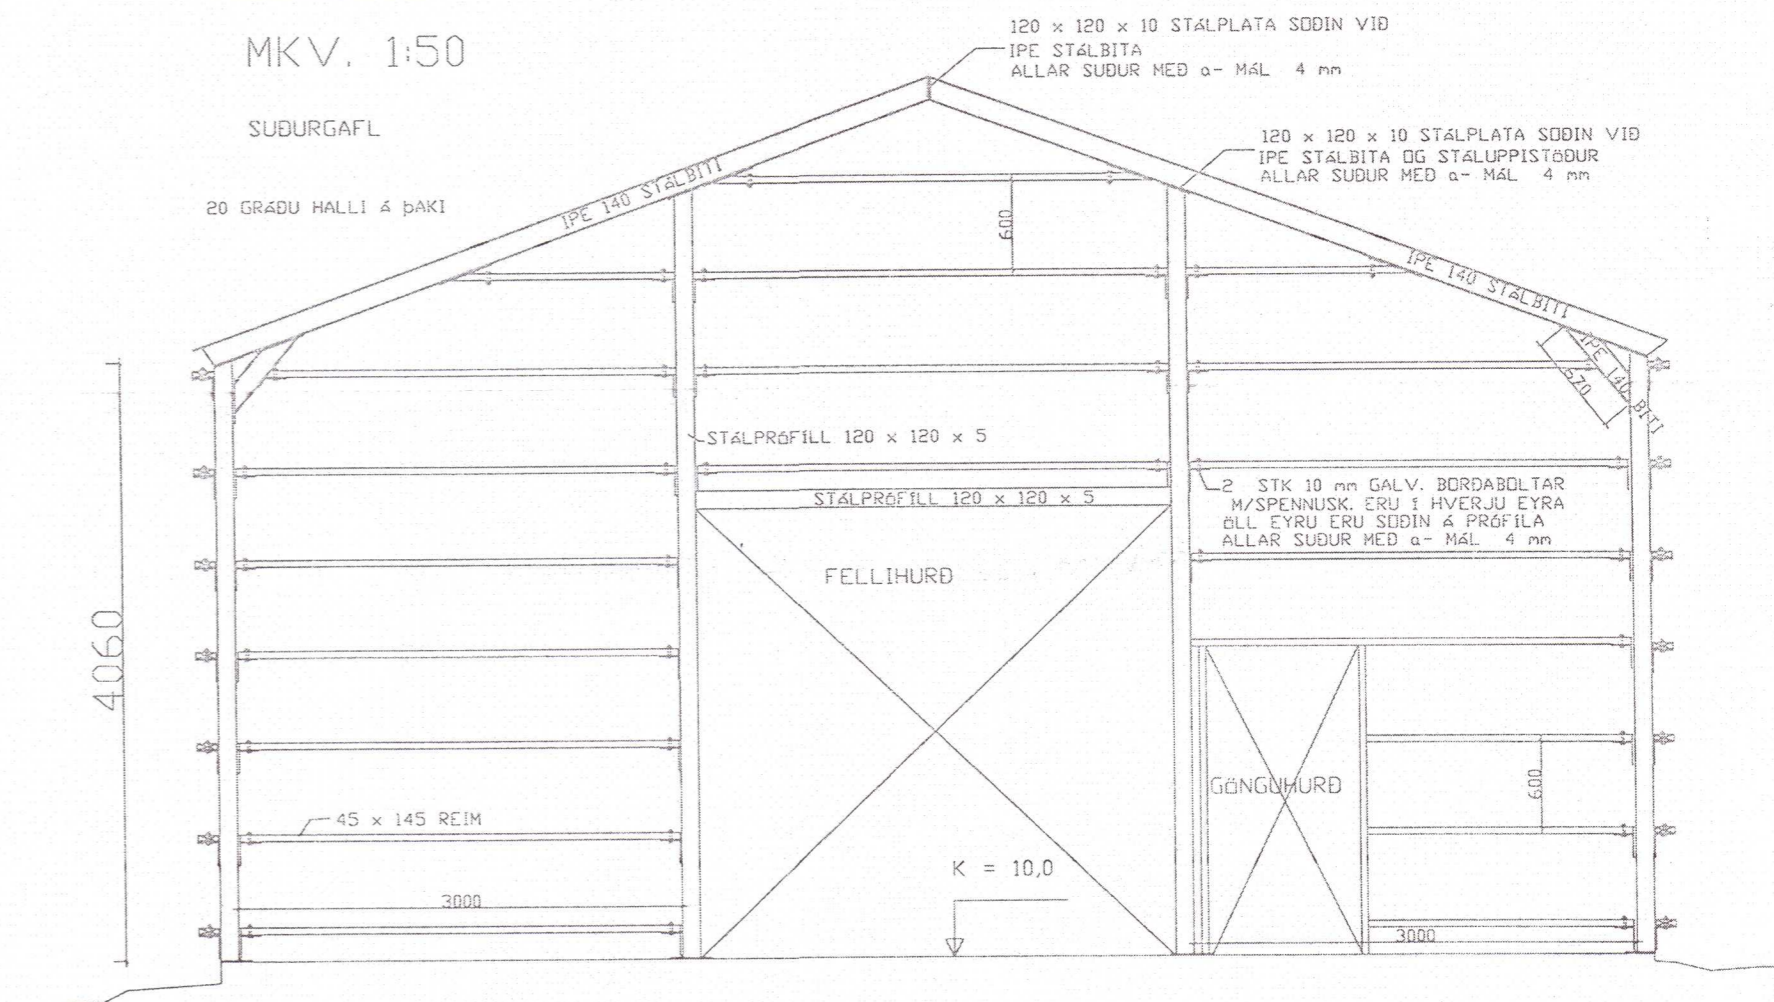 MKV. 1:50
SUÐURGAFL
20 GRÁÐU HALLI Á ÞAKI
120 x 120 x 10 STÁLPLATA SOÐIN VIÐ
IPE STÁLBITA
ALLAR SUÐUR MEÐ a- MÁL 4 mm
120 x 120 x 10 STÁLPLATA SOÐIN VIÐ
IPE STÁLBITA OG STÁLUPPISTÖÐUR
ALLAR SUÐUR MEÐ a- MÁL 4 mm
IPE 140 STÁLBITI
600
IPE 140 STÁLBITI
IPE 140 BITI
670
STÁLPRÓFÍLL 120 x 120 x 5
STÁLPRÓFÍLL 120 x 120 x 5
2 STK 10 mm GALV. BORÐABOLTAR
M/SPENNUSK. ERU Í HVERJU EYRA
ÖLL EYRU ERU SOÐIN Á PRÓFÍLA
ALLAR SUÐUR MEÐ a- MÁL 4 mm
FELLIHURÐ
4060
GÖNGUHURÐ
600
45 x 145 REIM
K = 10,0
3000
3000